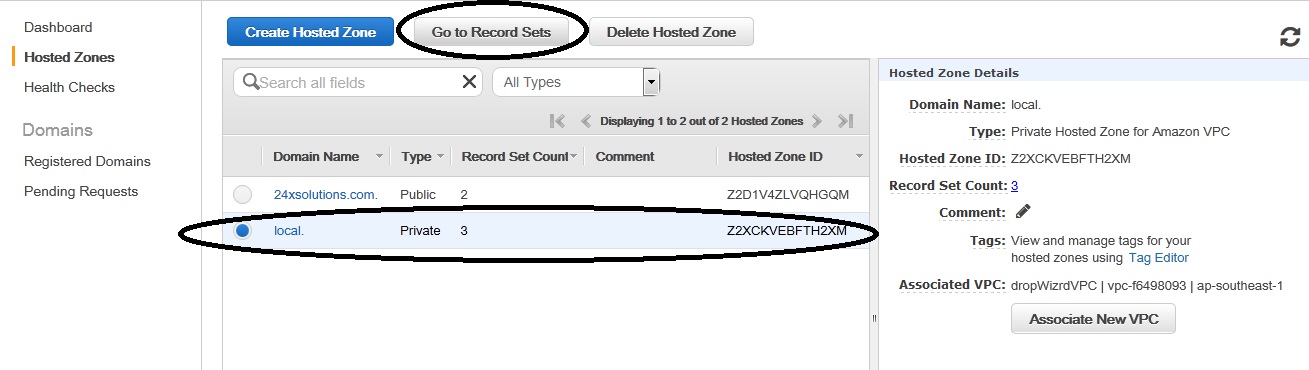 Dashboard
Hosted Zones
Health Checks
Domains
Registered Domains
Pending Requests
Create Hosted Zone Go to Record Sets Delete Hosted Zone
Search all fields All Types
Displaying 1 to 2 out of 2 Hosted Zones
Domain Name Type Record Set Count Comment Hosted Zone ID
24xsolutions.com. Public 2 Z2D1V4ZLVQHGQM
local. Private 3 Z2XCKVEBFTH2XM
Hosted Zone Details
Domain Name: local.
Type: Private Hosted Zone for Amazon VPC
Hosted Zone ID: Z2XCKVEBFTH2XM
Record Set Count: 3
Comment:
Tags: View and manage tags for your
hosted zones using Tag Editor
Associated VPC: dropWizrdVPC | vpc-f6498093 | ap-southeast-1
Associate New VPC